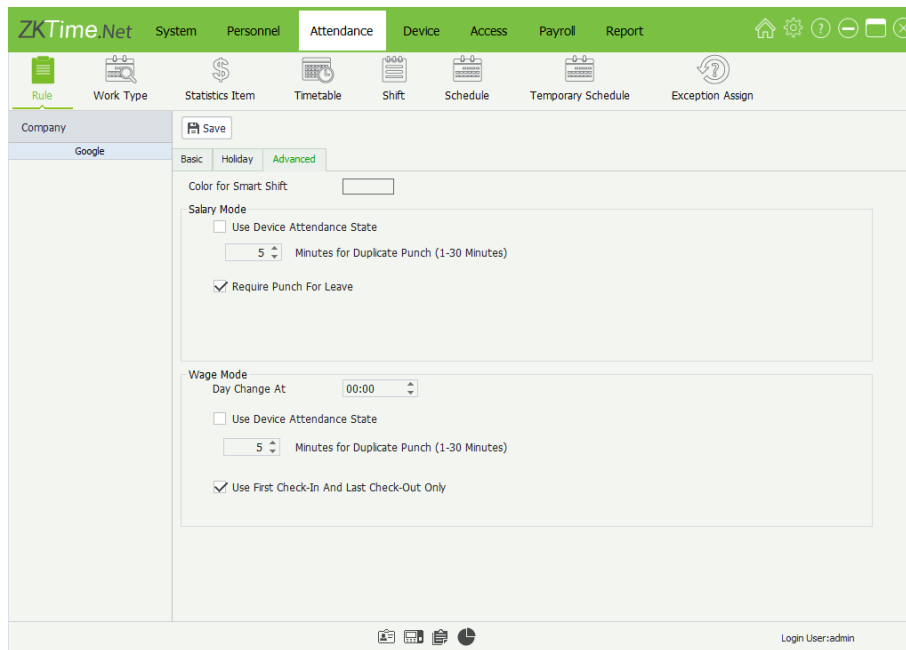 ZKTime.Net System Personnel Attendance Device Access Payroll Report
Rule Work Type Statistics Item Timetable Shift Schedule Temporary Schedule Exception Assign
Company
Google
Save
Basic Holiday Advanced
Color for Smart Shift
Salary Mode
Use Device Attendance State
5 Minutes for Duplicate Punch (1-30 Minutes)
Require Punch For Leave
Wage Mode
Day Change At 00:00
Use Device Attendance State
5 Minutes for Duplicate Punch (1-30 Minutes)
Use First Check-In And Last Check-Out Only
Login User:admin